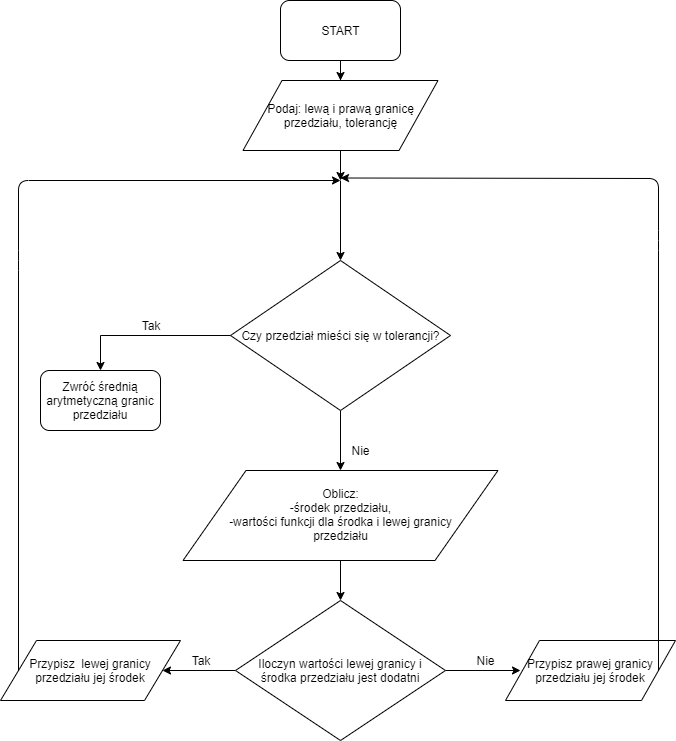 START
Podaj: lewą i prawą granicę
przedziału, tolerancję
Czy przedział mieści się w tolerancji?
Tak
Zwróć średnią
arytmetyczną granic
przedziału
Nie
Oblicz:
-środek przedziału,
-wartości funkcji dla środka i lewej granicy
przedziału
Iloczyn wartości lewej granicy i
środka przedziału jest dodatni
Tak
Przypisz lewej granicy
przedziału jej środek
Nie
Przypisz prawej granicy
przedziału jej środek